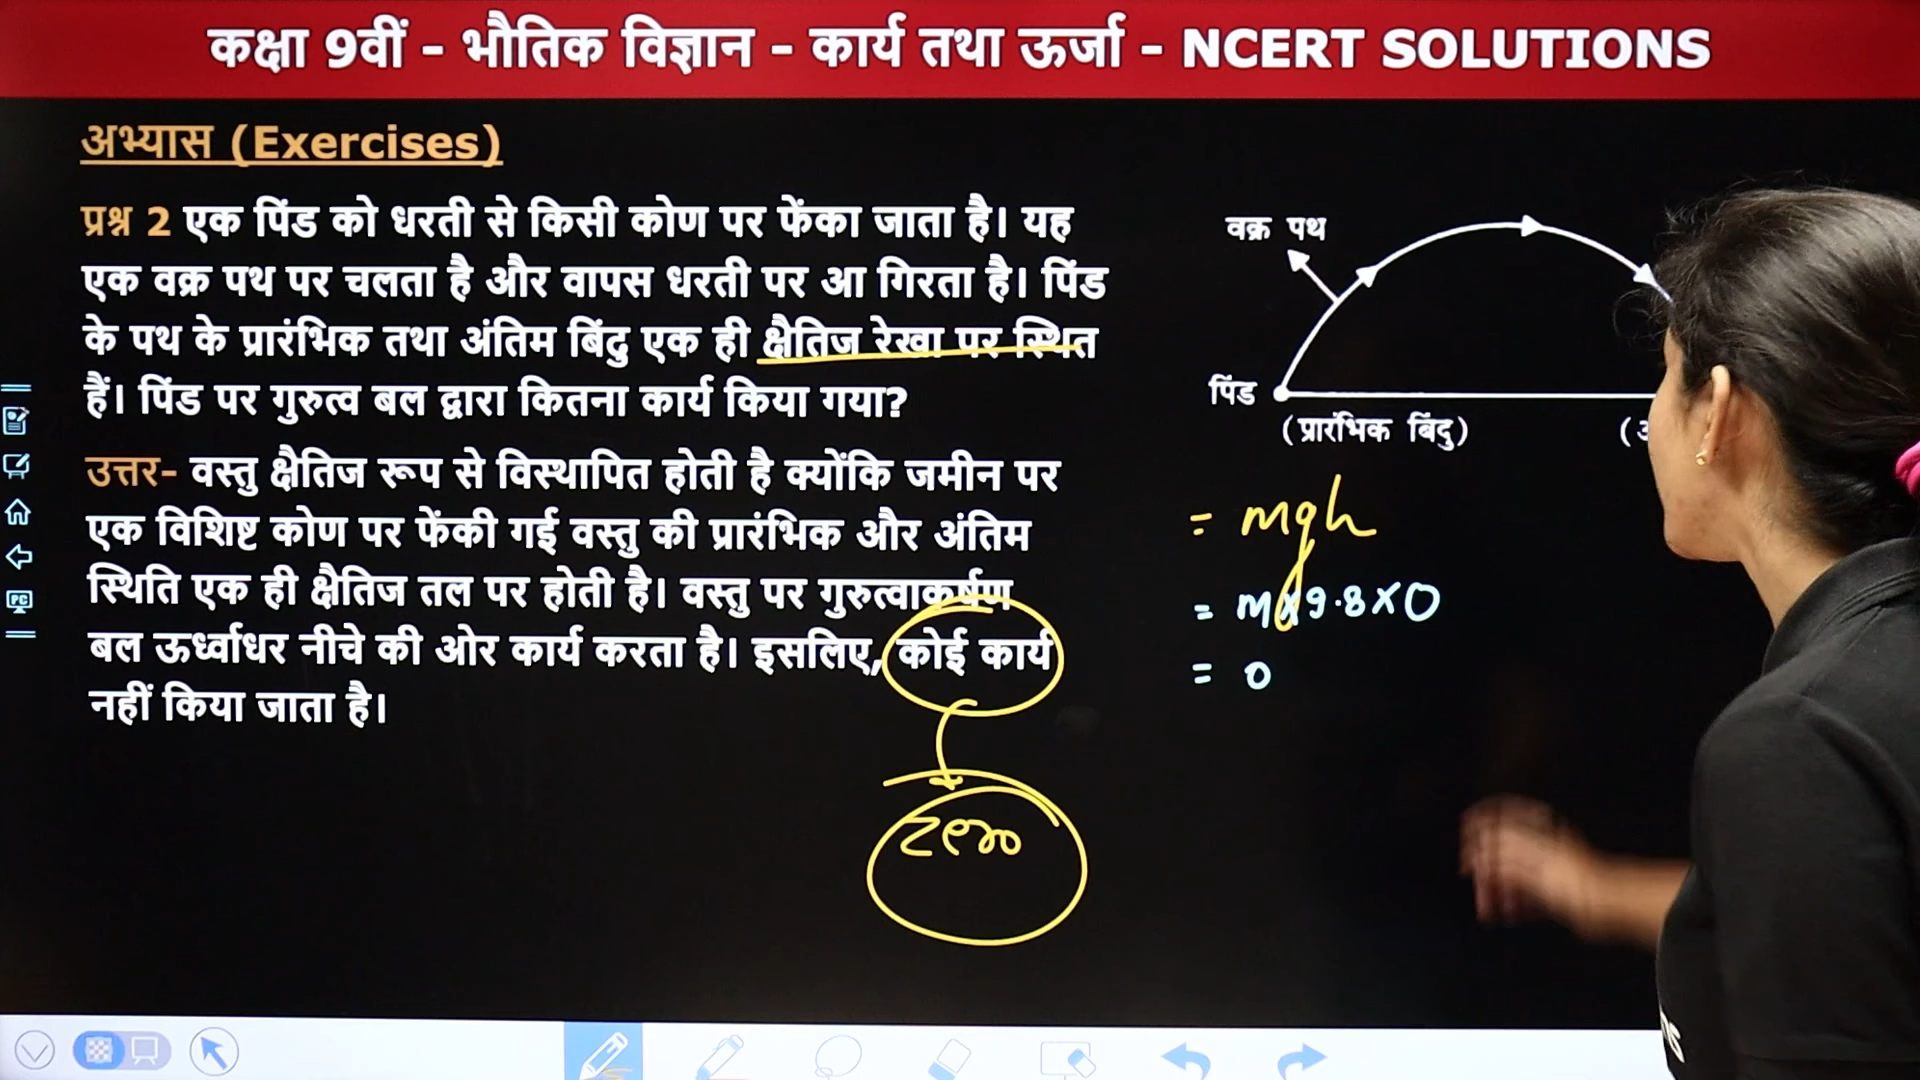 कक्षा 9वीं - भौतिक विज्ञान - कार्य तथा ऊर्जा - NCERT SOLUTIONS
अभ्यास (Exercises)
प्रश्न 2 एक पिंड को धरती से किसी कोण पर फेंका जाता है। यह
एक वक्र पथ पर चलता है और वापस धरती पर आ गिरता है। पिंड
के पथ के प्रारंभिक तथा अंतिम बिंदु एक ही क्षैतिज रेखा पर स्थित
हैं। पिंड पर गुरुत्व बल द्वारा कितना कार्य किया गया?
उत्तर- वस्तु क्षैतिज रूप से विस्थापित होती है क्योंकि जमीन पर
एक विशिष्ट कोण पर फेंकी गई वस्तु की प्रारंभिक और अंतिम
स्थिति एक ही क्षैतिज तल पर होती है। वस्तु पर गुरुत्वाकर्षण
बल ऊर्ध्वाधर नीचे की ओर कार्य करता है। इसलिए, कोई कार्य
नहीं किया जाता है।
zero
वक्र पथ
पिंड
(प्रारंभिक बिंदु)
= mgh
= m×9.8×0
= 0
PC